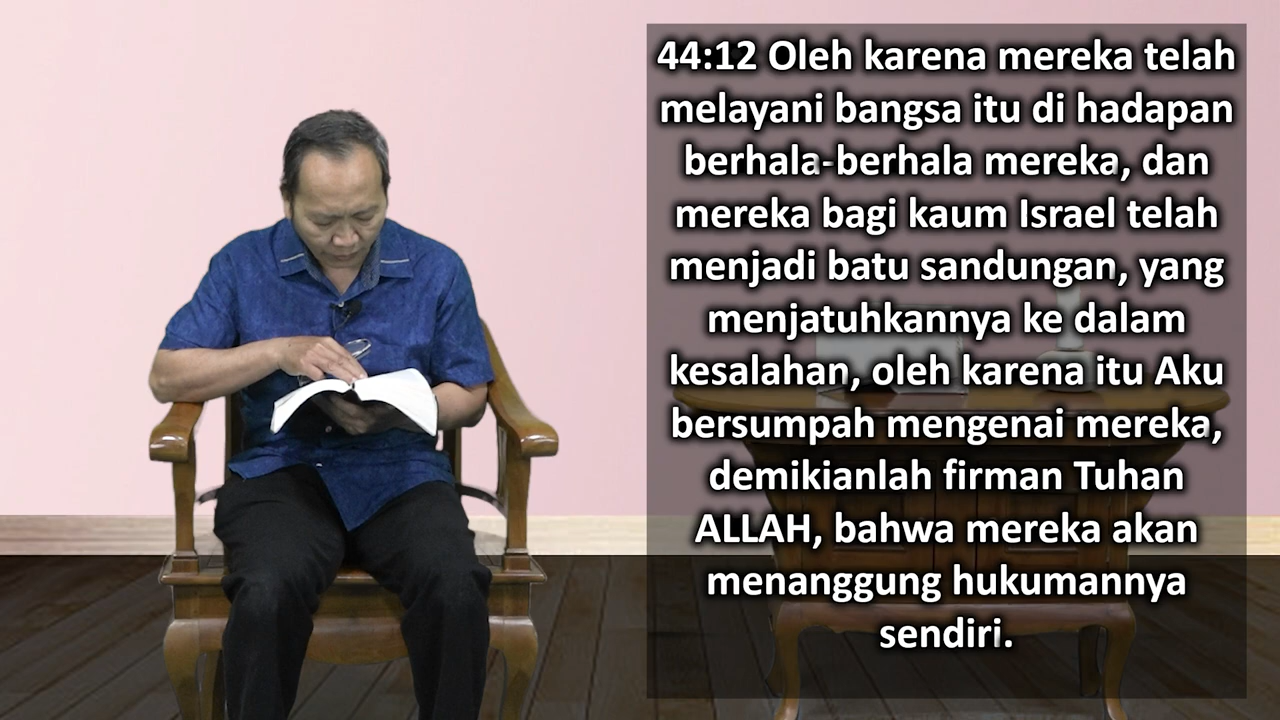 44:12 Oleh karena mereka telah
melayani bangsa itu di hadapan
berhala-berhala mereka, dan
mereka bagi kaum Israel telah
menjadi batu sandungan, yang
menjatuhkannya ke dalam
kesalahan, oleh karena itu Aku
bersumpah mengenai mereka,
demikianlah firman Tuhan
ALLAH, bahwa mereka akan
menanggung hukumannya
sendiri.